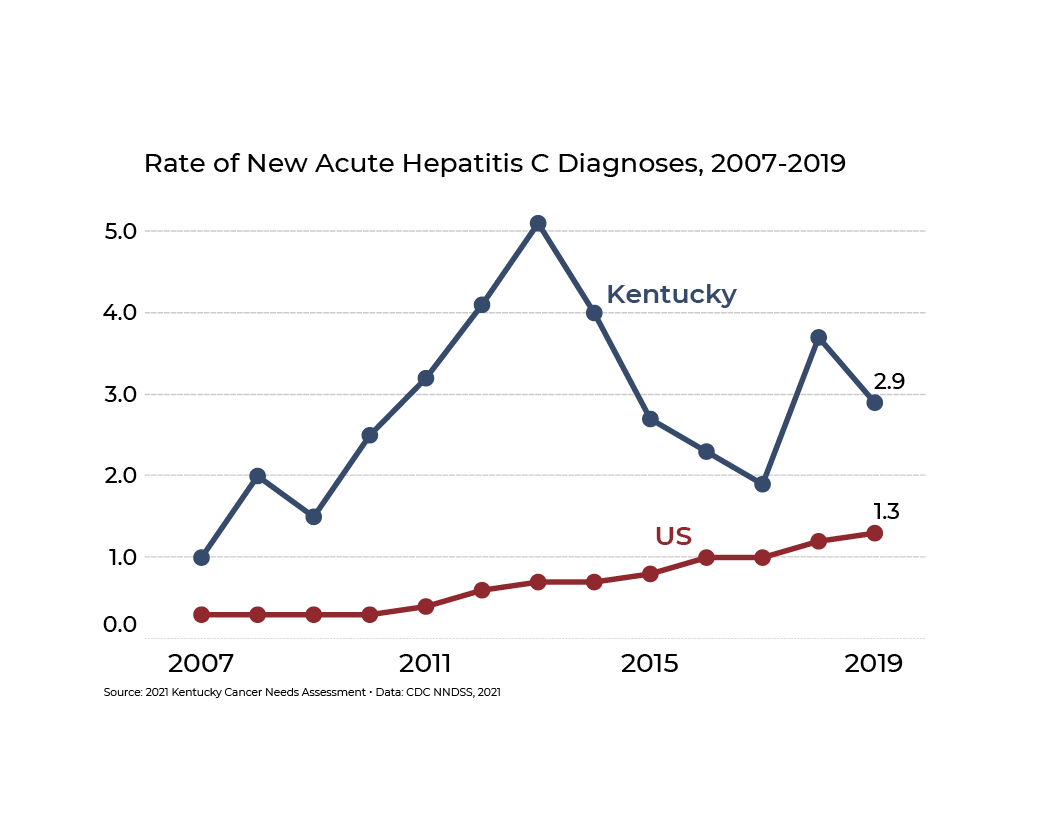 Rate of New Acute Hepatitis C Diagnoses, 2007-2019
5.0
Kentucky
4.0
2.9
3.0
2.0
1.3
US
1.0
0.0
2007 2011 2015 2019
Source: 2021 Kentucky Cancer Needs Assessment • Data: CDC NNDSS, 2021